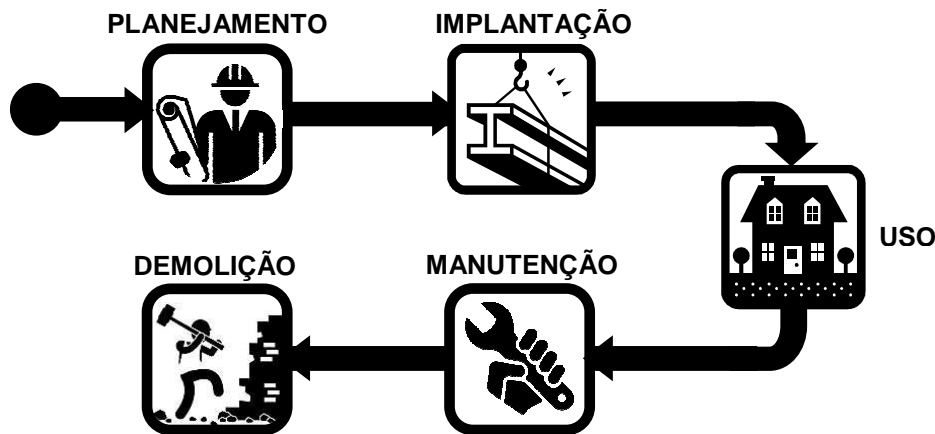 PLANEJAMENTO
IMPLANTAÇÃO
USO
MANUTENÇÃO
DEMOLIÇÃO